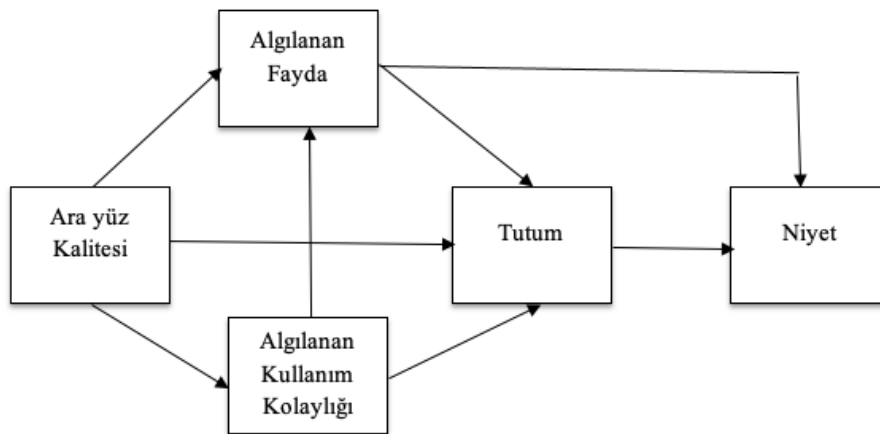 Algılanan
Fayda
Ara yüz
Kalitesi
Tutum
Niyet
Algılanan
Kullanım
Kolaylığı